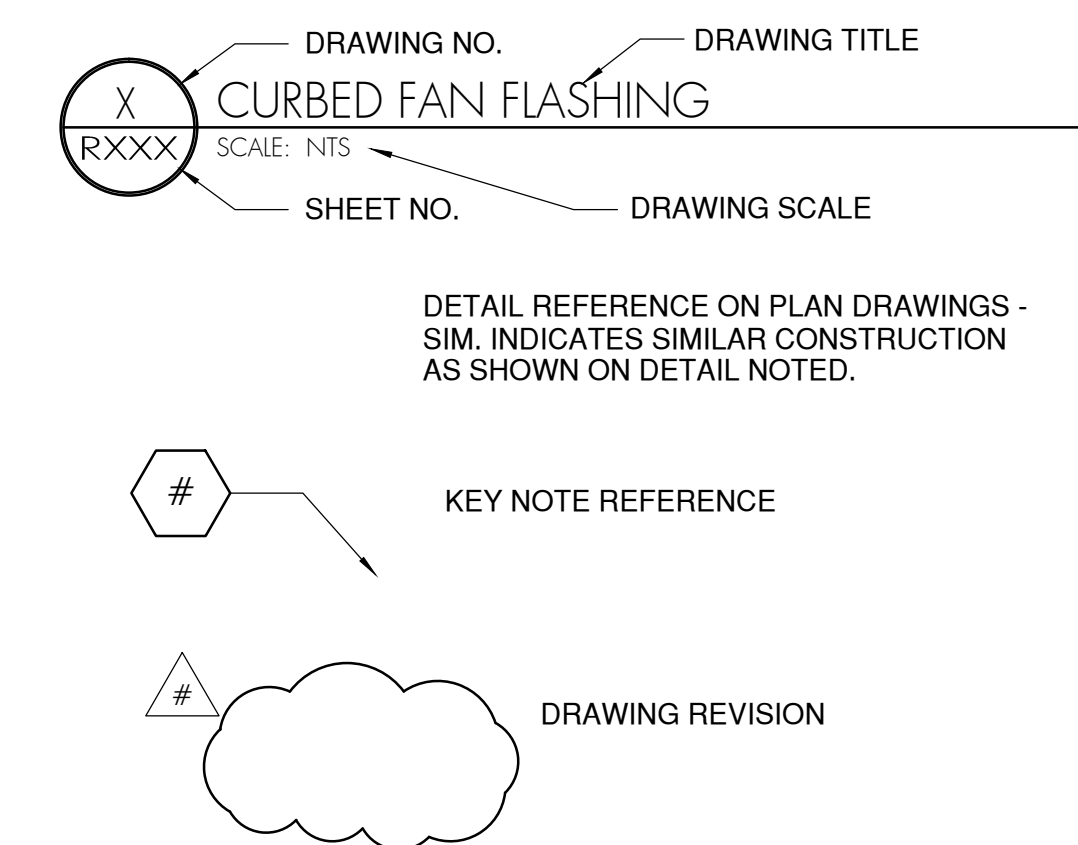 DRAWING NO.
DRAWING TITLE
X
CURBED FAN FLASHING
RXXX
SCALE: NTS
SHEET NO.
DRAWING SCALE
DETAIL REFERENCE ON PLAN DRAWINGS -
SIM. INDICATES SIMILAR CONSTRUCTION
AS SHOWN ON DETAIL NOTED.
#
KEY NOTE REFERENCE
#
DRAWING REVISION